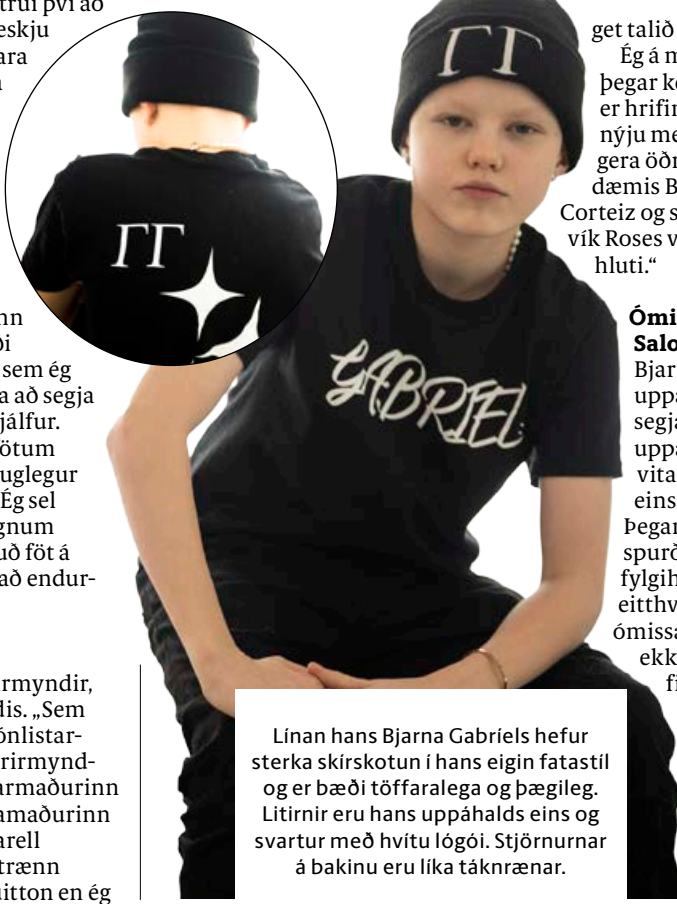 trúi því að
eskju
ara
nn
ði
sem ég
a að segja
jálfur.
ötum
uglegur
Ég sel
gnum
uð föt á
að endur-
rmyndir,
dis. „Sem
ónlistar-
rirmynd-
armaðurinn
amaðurinn
arell
trænn
uitton en ég
ΓΓ
ΓΓ
GABRIEL
get talið
Ég á m
þegar ko
er hrifin
nýju me
gera öðr
dæmis B
Corteiz og s
vík Roses v
hluti.“
Ómi
Salo
Bjar
uppá
segja
uppa
vita
eins
Þegar
spurð
fylgih
eitthv
ómissa
ekk
fi
Línan hans Bjarna Gabríels hefur
sterka skírskotun í hans eigin fatastíl
og er bæði töffaralega og þægileg.
Litirnir eru hans uppáhalds eins og
svartur með hvítu lógói. Stjörnurnar
á bakinu eru líka táknrænar.